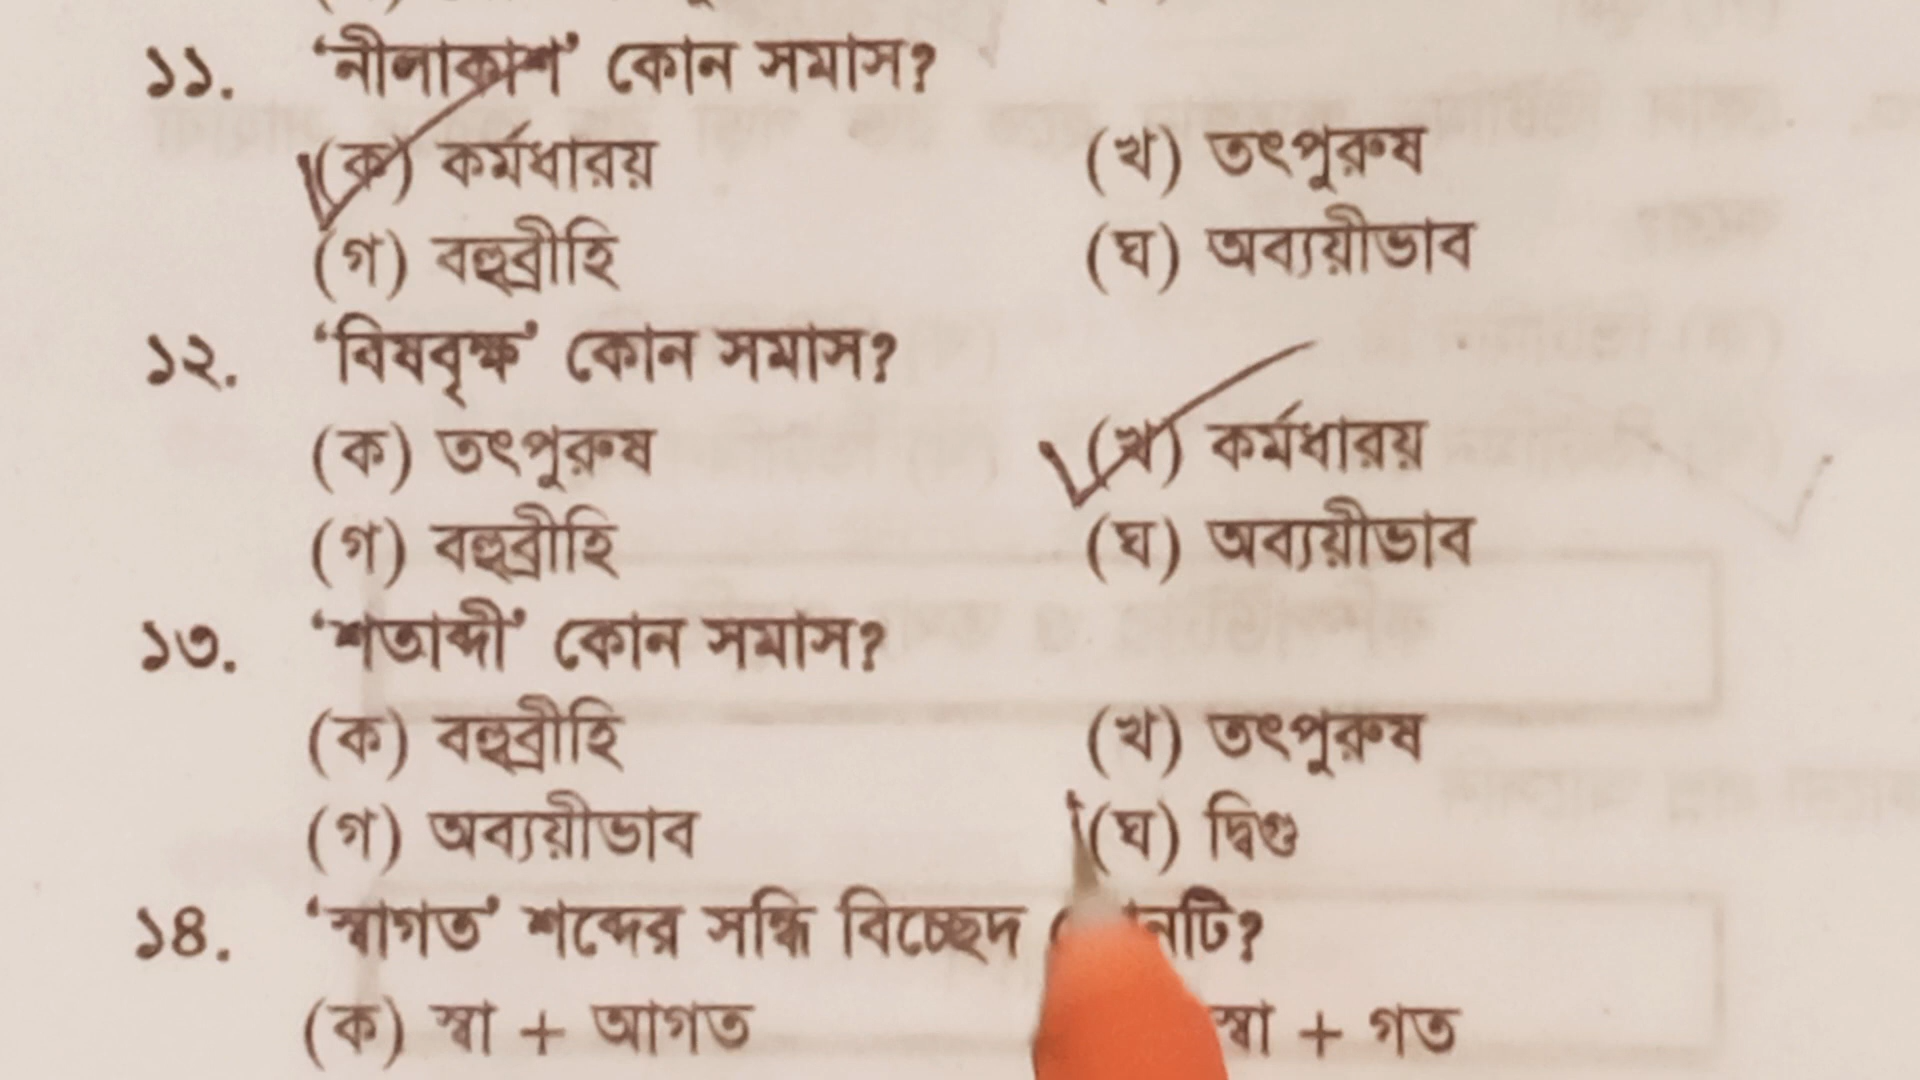 ১১. ‘নীলাকাশ’ কোন সমাস?
(ক) কর্মধারয় (খ) তৎপুরুষ
(গ) বহুব্রীহি (ঘ) অব্যয়ীভাব
১২. ‘বিষবৃক্ষ’ কোন সমাস?
(ক) তৎপুরুষ (খ) কর্মধারয়
(গ) বহুব্রীহি (ঘ) অব্যয়ীভাব
১৩. ‘শতাব্দী’ কোন সমাস?
(ক) বহুব্রীহি (খ) তৎপুরুষ
(গ) অব্যয়ীভাব (ঘ) দ্বিগু
১৪. ‘স্বাগত’ শব্দের সন্ধি বিচ্ছেদ
(ক) স্বা + আগত স্বা + গত